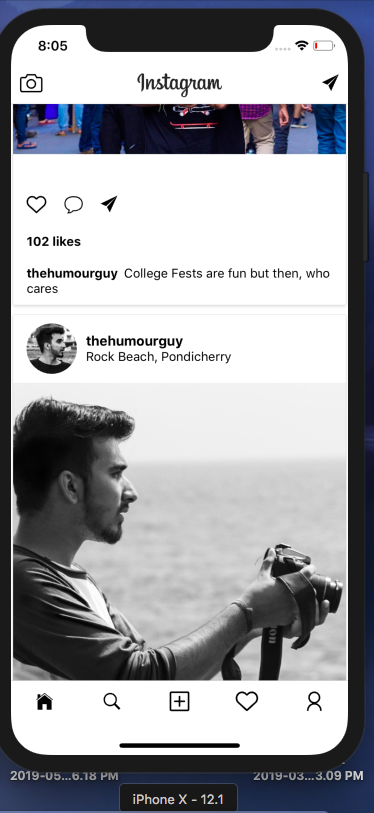 8:05
Instagram
102 likes
thehumourguy College Fests are fun but then, who
cares
thehumourguy
Rock Beach, Pondicherry
2019-05...6.18 PM
2019-03...3.09 PM
iPhone X - 12.1